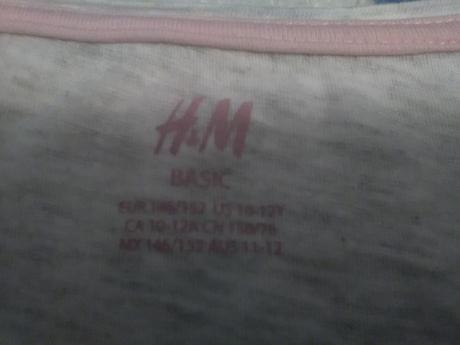 H&M
BASIC
EUR 146/152 US 10-12Y
CA 10-12A CN 150/76
MX 146/152 AUS 11-12